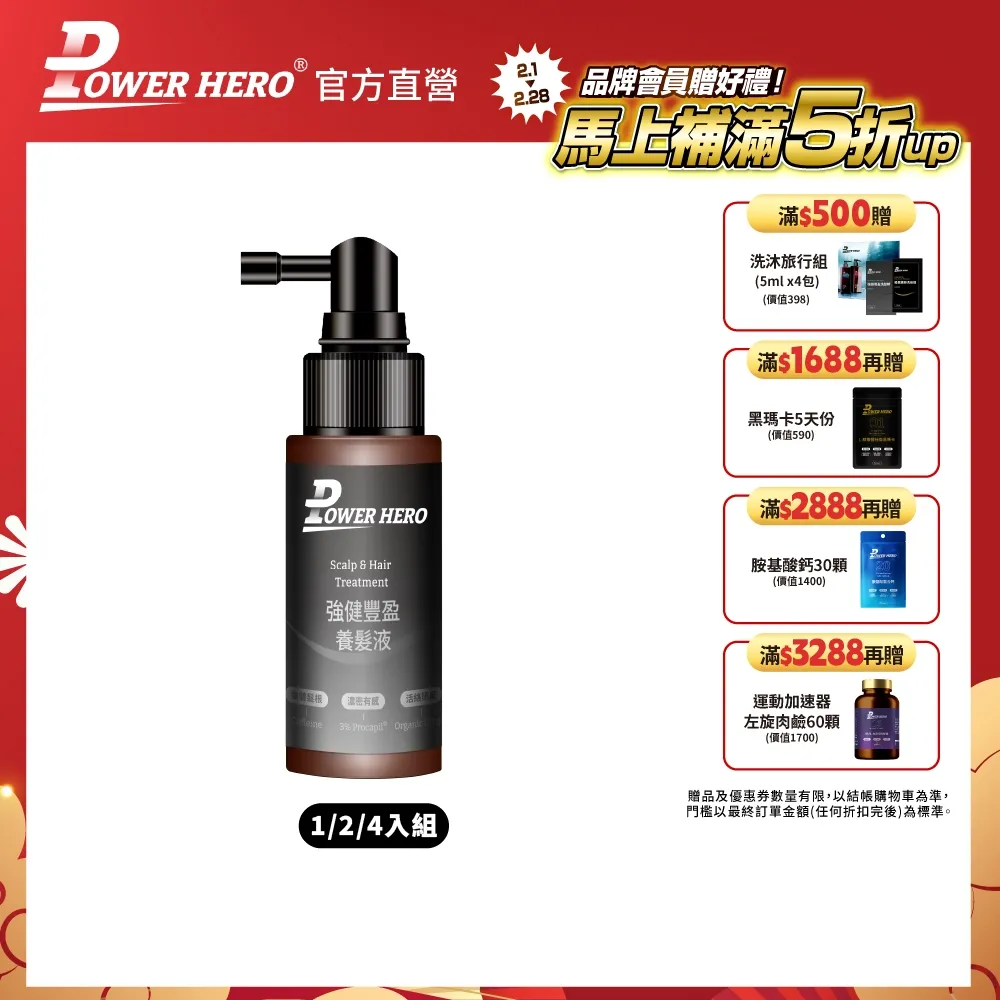 POWER HERO® 官方直營
2.1
2.28
品牌會員贈好禮!
馬上補滿5折up
滿$500贈
洗沐旅行組
(5ml x4包)
(價值398)
滿$1688再贈
黑瑪卡5天份
(價值590)
滿$2888再贈
胺基酸鈣30顆
(價值1400)
滿$3288再贈
運動加速器
左旋肉鹼60顆
(價值1700)
贈品及優惠券數量有限,以結帳購物車為準,
門檻以最終訂單金額(任何折扣完後)為標準。
POWER HERO
Scalp & Hair
Treatment
強健豐盈
養髮液
濃密有感
3% Procapil®
1/2/4入組